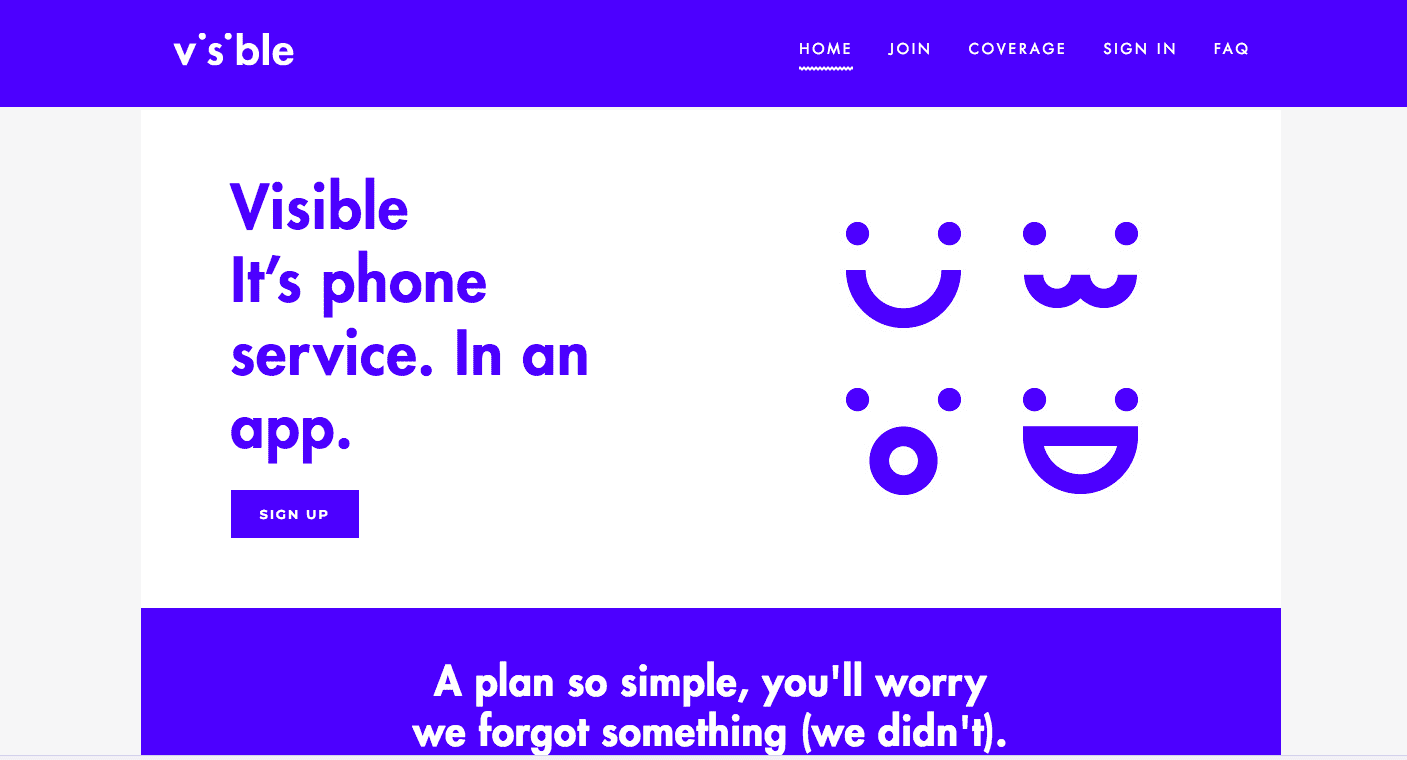 visible
HOME JOIN COVERAGE SIGN IN FAQ
Visible
It’s phone
service. In an
app.
SIGN UP
A plan so simple, you'll worry
we forgot something (we didn't).